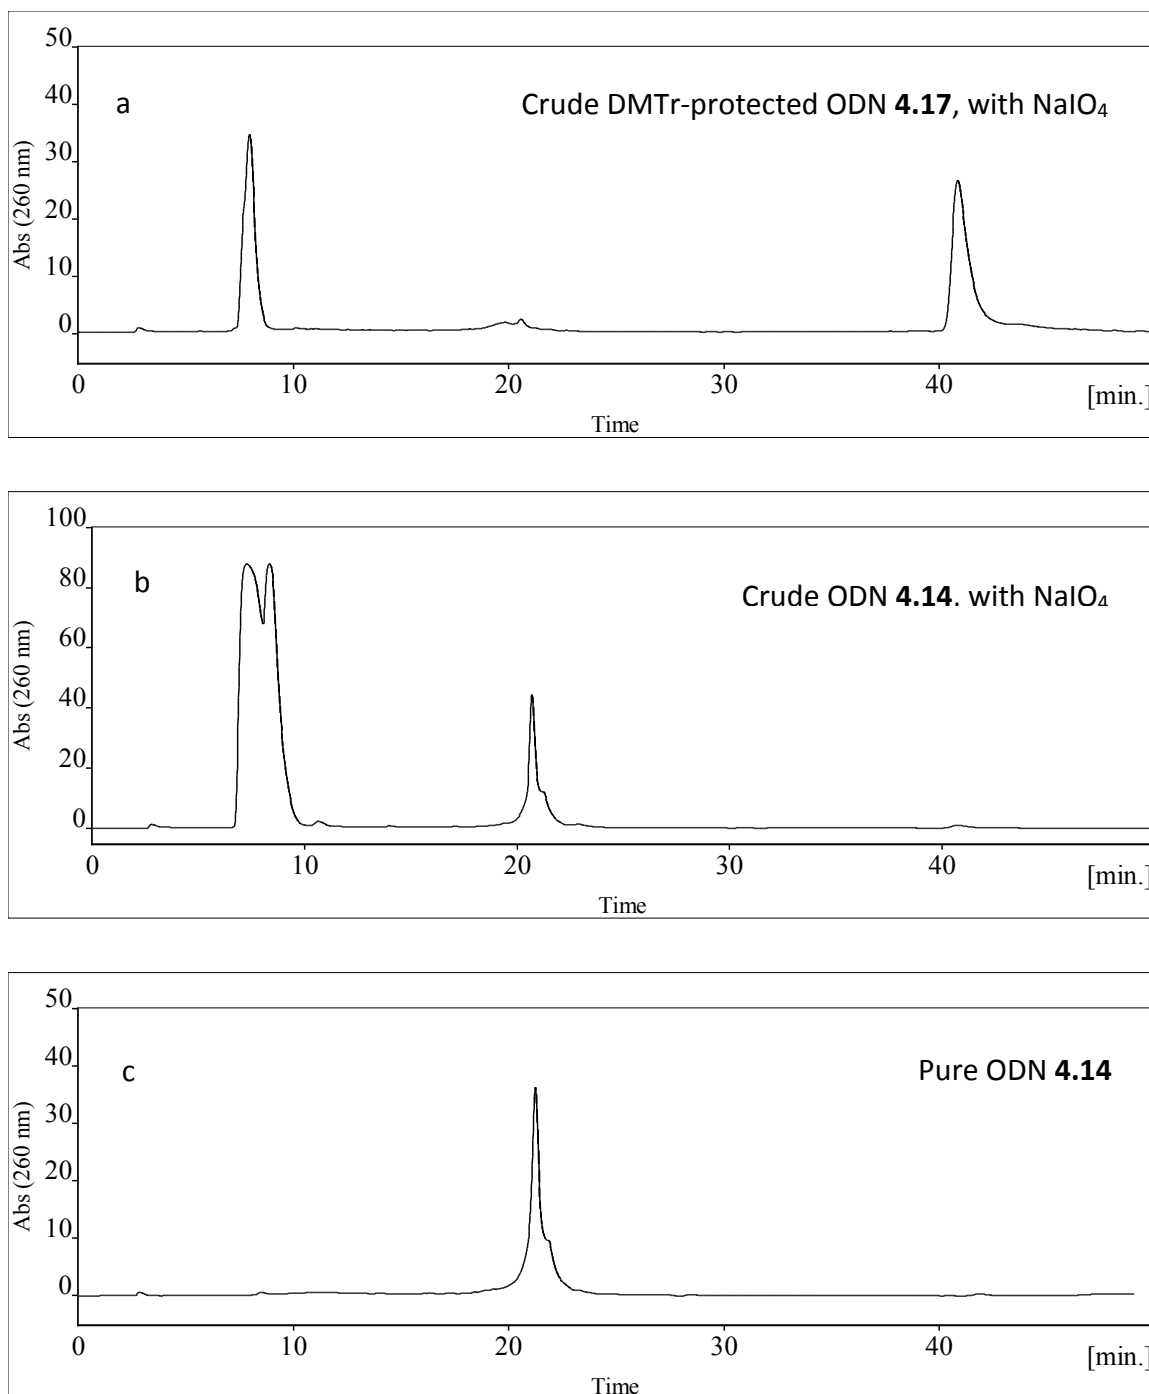 50
40
30
20
10
0
Abs (260 nm)
a
Crude DMTr-protected ODN 4.17, with NaIO₄
0 10 20 30 40 [min.]
Time
100
80
60
40
20
0
Abs (260 nm)
b
Crude ODN 4.14. with NaIO₄
0 10 20 30 40 [min.]
Time
50
40
30
20
10
0
Abs (260 nm)
c
Pure ODN 4.14
0 10 20 30 40 [min.]
Time